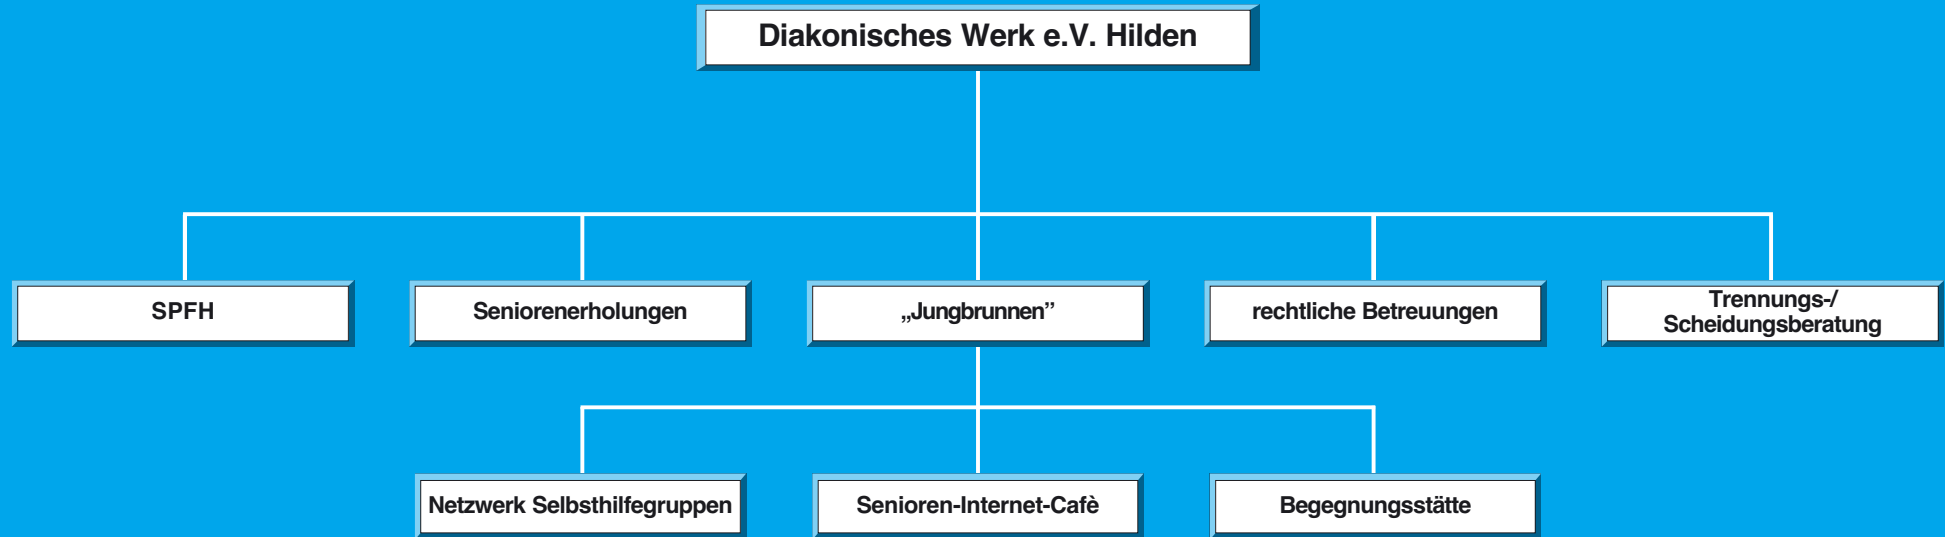 Diakonisches Werk e.V. Hilden
SPFH
Seniorenerholungen
„Jungbrunnen”
rechtliche Betreuungen
Trennungs-/
Scheidungsberatung
Netzwerk Selbsthilfegruppen
Senioren-Internet-Cafè
Begegnungsstätte